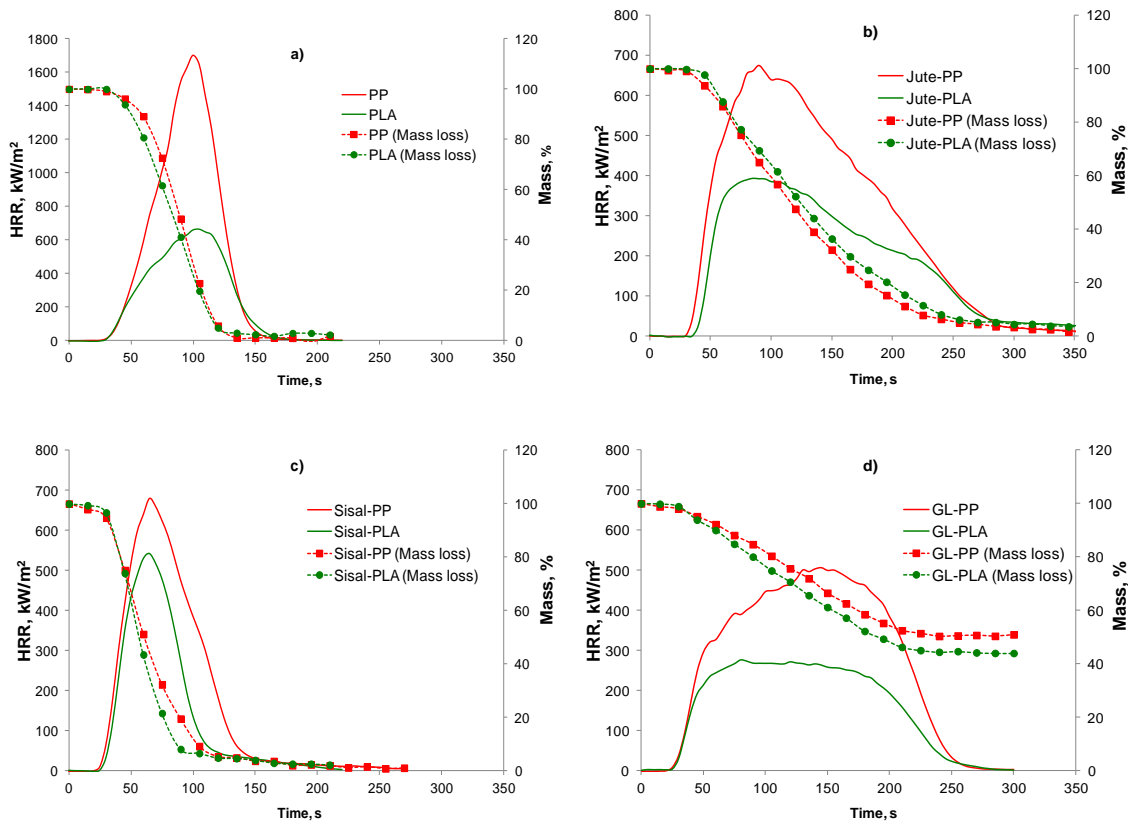 a)
1800
1600
1400
1200
1000
800
600
400
200
0
HRR, kW/m²
120
100
80
60
40
20
0
Mass, %
0 50 100 150 200 250 300 350
Time, s
PP
PLA
PP (Mass loss)
PLA (Mass loss)
b)
800
700
600
500
400
300
200
100
0
HRR, kW/m²
120
100
80
60
40
20
0
Mass, %
0 50 100 150 200 250 300 350
Time, s
Jute-PP
Jute-PLA
Jute-PP (Mass loss)
Jute-PLA (Mass loss)
c)
800
700
600
500
400
300
200
100
0
HRR, kW/m²
120
100
80
60
40
20
0
Mass, %
0 50 100 150 200 250 300 350
Time, s
Sisal-PP
Sisal-PLA
Sisal-PP (Mass loss)
Sisal-PLA (Mass loss)
d)
800
700
600
500
400
300
200
100
0
HRR, kW/m²
120
100
80
60
40
20
0
Mass, %
0 50 100 150 200 250 300 350
Time, s
GL-PP
GL-PLA
GL-PP (Mass loss)
GL-PLA (Mass loss)